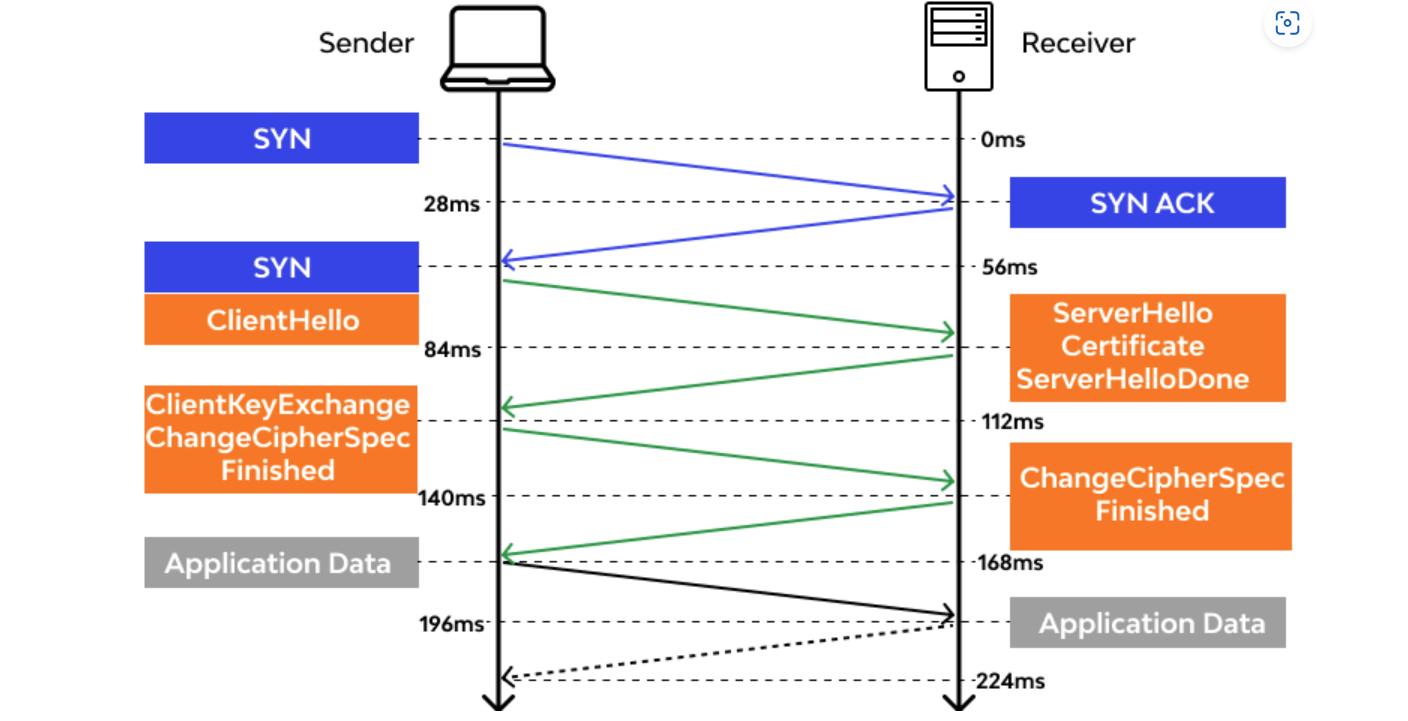 Sender
Receiver
SYN
0ms
28ms
SYN ACK
SYN
56ms
ClientHello
ServerHello
Certificate
ServerHelloDone
84ms
ClientKeyExchange
ChangeCipherSpec
Finished
112ms
ChangeCipherSpec
Finished
140ms
Application Data
168ms
196ms
Application Data
224ms